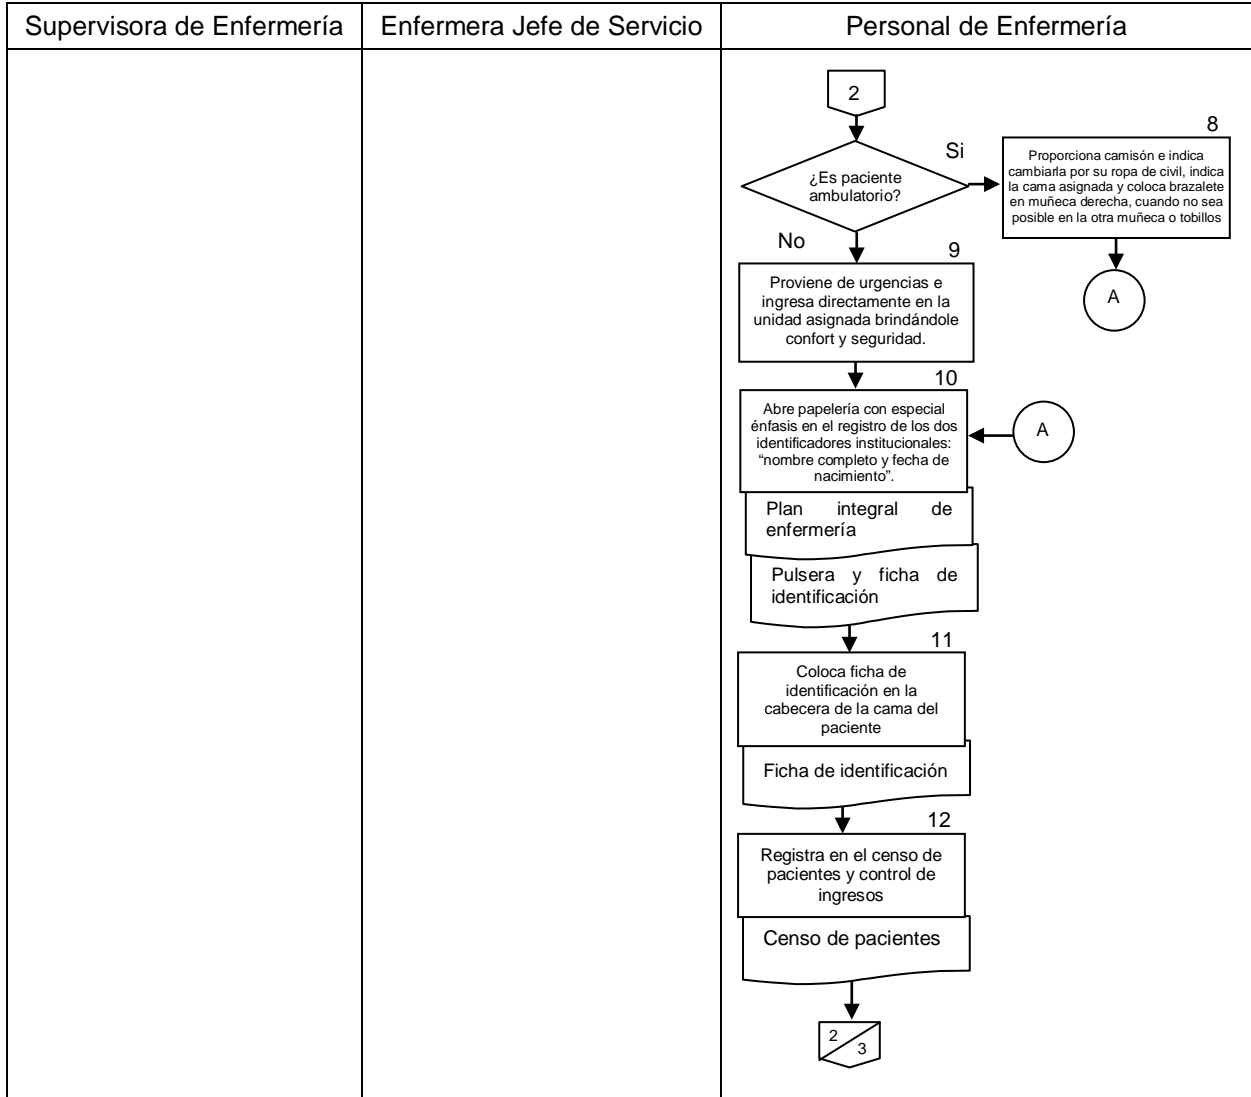 Supervisora de Enfermería
Enfermera Jefe de Servicio
Personal de Enfermería
2
¿Es paciente
ambulatorio?
Si
8
Proporciona camisón e indica
cambiarla por su ropa de civil, indica
la cama asignada y coloca brazalete
en muñeca derecha, cuando no sea
posible en la otra muñeca o tobillos
A
No
9
Proviene de urgencias e
ingresa directamente en la
unidad asignada brindándole
confort y seguridad.
10
Abre papelería con especial
énfasis en el registro de los dos
identificadores institucionales:
“nombre completo y fecha de
nacimiento”.
A
Plan integral de
enfermería
Pulsera y ficha de
identificación
11
Coloca ficha de
identificación en la
cabecera de la cama del
paciente
Ficha de identificación
12
Registra en el censo de
pacientes y control de
ingresos
Censo de pacientes
2
3